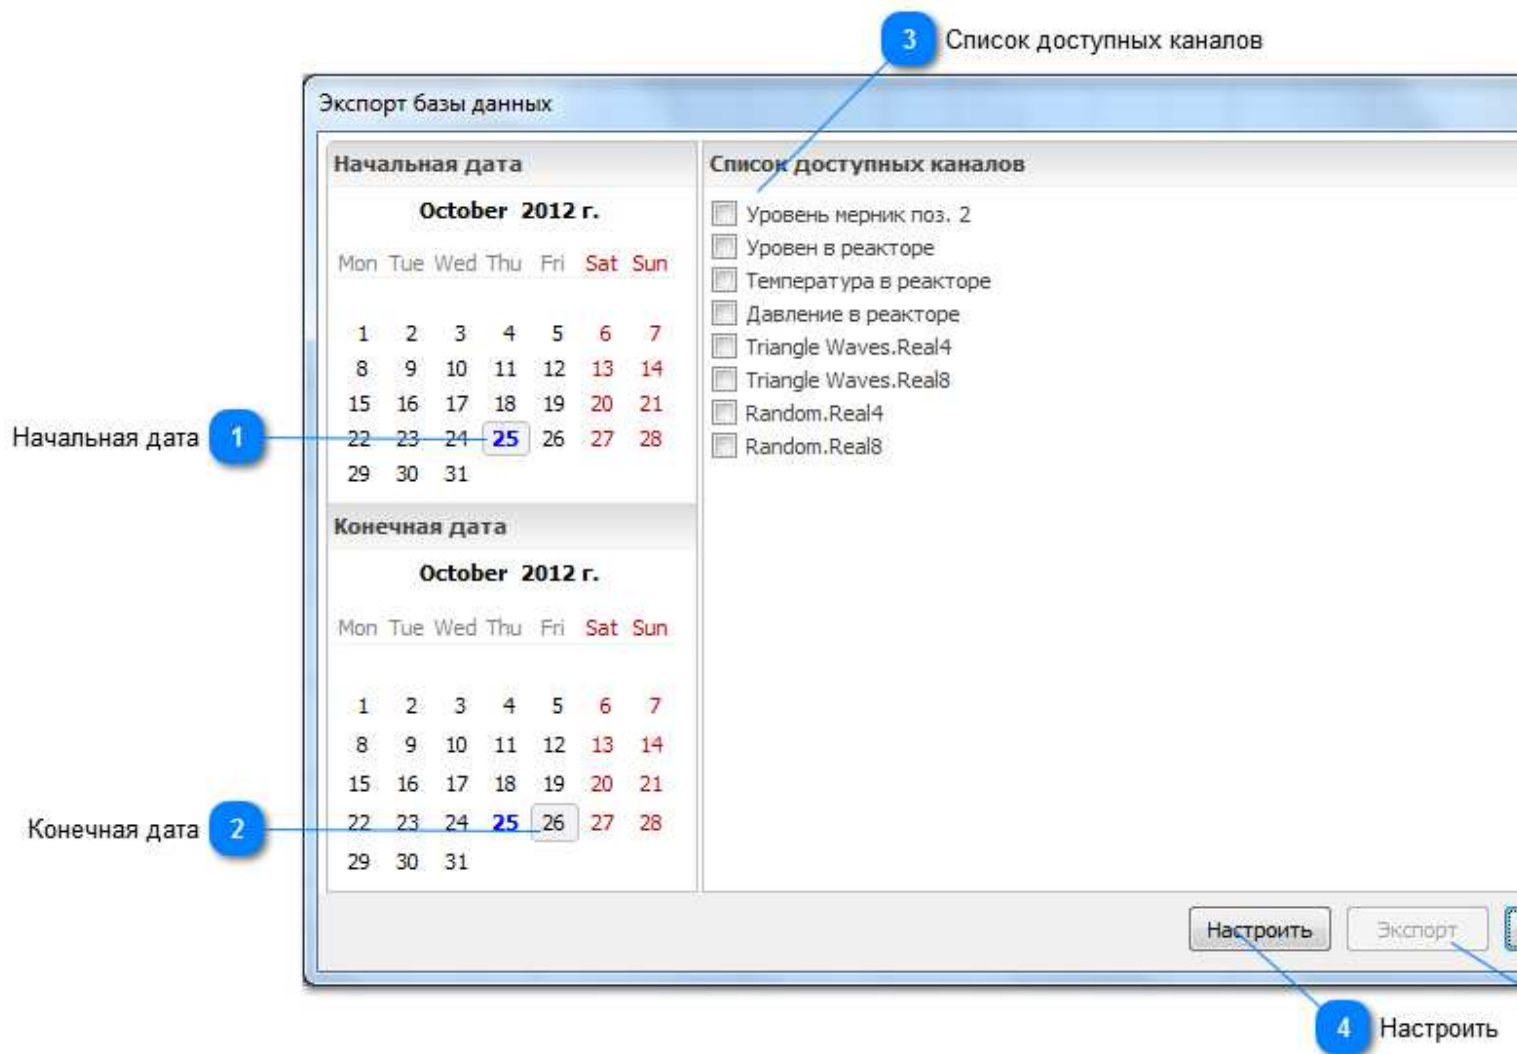 3 Список доступных каналов
Экспорт базы данных
Начальная дата
October 2012 г.
Mon Tue Wed Thu Fri Sat Sun
1 2 3 4 5 6 7
8 9 10 11 12 13 14
15 16 17 18 19 20 21
Начальная дата 1
22 23 24 25 26 27 28
29 30 31
Конечная дата
October 2012 г.
Mon Tue Wed Thu Fri Sat Sun
1 2 3 4 5 6 7
8 9 10 11 12 13 14
15 16 17 18 19 20 21
Конечная дата 2
22 23 24 25 26 27 28
29 30 31
Список доступных каналов
Уровень мерник поз. 2
Уровен в реакторе
Температура в реакторе
Давление в реакторе
Triangle Waves.Real4
Triangle Waves.Real8
Random.Real4
Random.Real8
Настроить Экспорт
4 Настроить